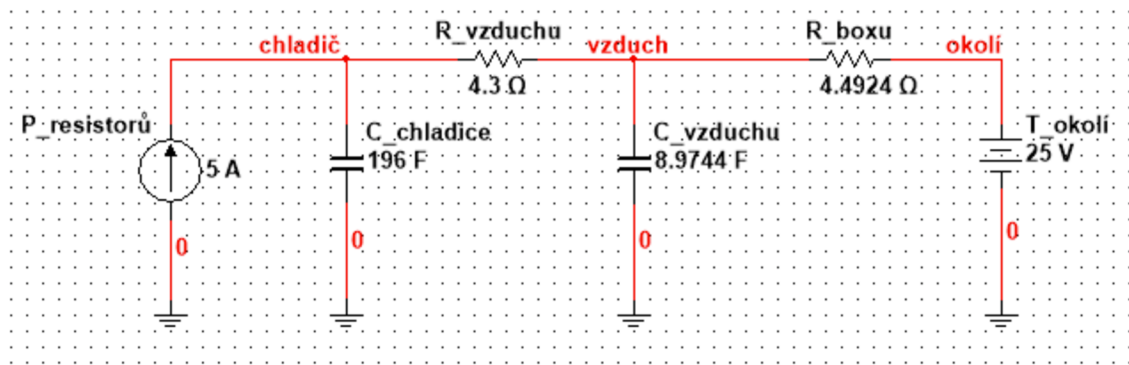 R_vzduchu
R_boxu
chladič
vzduch
okolí
4.3 Ω
4.4924 Ω
P_resistorů
C_chladice
C_vzduchu
T_okolí
5 A
196 F
8.9744 F
25 V
0
0
0
0